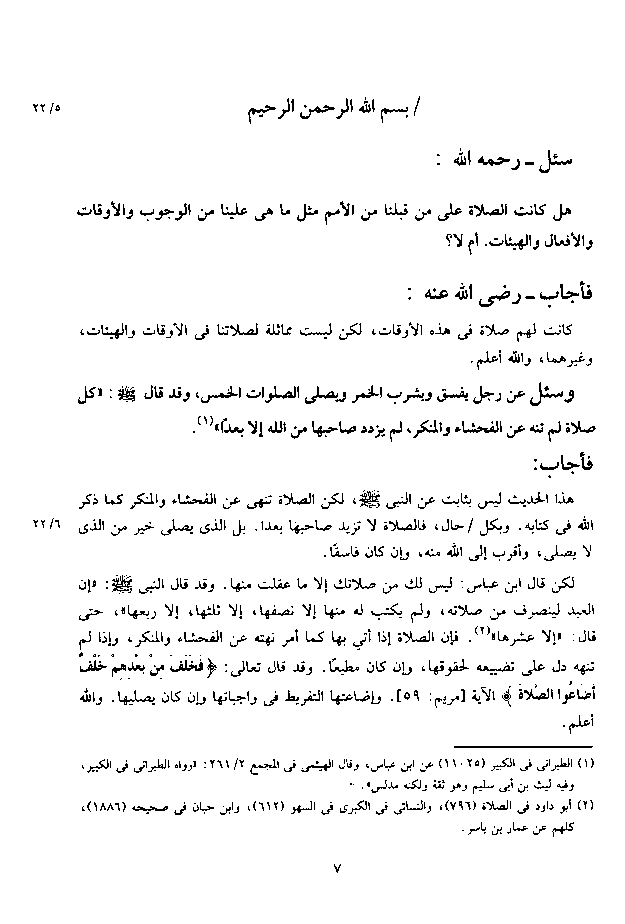 / بسم الله الرحمن الرحيم ٢٢/٥
سئل ـ رحمه الله :
هل كانت الصلاة على من قبلنا من الأمم مثل ما هى علينا من الوجوب والأوقات
والأفعال والهيئات. أم لا؟
فأجاب ـ رضى الله عنه :
كانت لهم صلاة فى هذه الأوقات، لكن ليست مماثلة لصلاتنا فى الأوقات والهيئات،
وغيرهما، والله أعلم.
وسئل عن رجل يفسق ويشرب الخمر ويصلى الصلوات الخمس، وقد قال ﷺ : «كل
صلاة لم تنه عن الفحشاء والمنكر، لم يزدد صاحبها من الله إلا بعدًا»(١).
فأجاب:
هذا الحديث ليس بثابت عن النبى ﷺ، لكن الصلاة تنهى عن الفحشاء والمنكر كما ذكر
الله فى كتابه. وبكل / حال، فالصلاة لا تزيد صاحبها بعدا. بل الذى يصلى خير من الذى ٢٢/٦
لا يصلى، وأقرب إلى الله منه، وإن كان فاسقًا.
لكن قال ابن عباس: ليس لك من صلاتك إلا ما عقلت منها. وقد قال النبى ﷺ: «إن
العبد لينصرف من صلاته، ولم يكتب له منها إلا نصفها، إلا ثلثها، إلا ربعها»، حتى
قال: «إلا عشرها»(٢). فإن الصلاة إذا أتي بها كما أمر نهته عن الفحشاء والمنكر، وإذا لم
تنهه دل على تضييعه لحقوقها، وإن كان مطيعًا. وقد قال تعالى: ﴿ فَخَلَفَ مِنْ بَعْدِهِمْ خَلْفٌ
أَضَاعُوا الصَّلاةَ ﴾ الآية [مريم: ٥٩]. وإضاعتها التفريط فى واجباتها وإن كان يصليها. والله
أعلم.
(١) الطبرانى فى الكبير (١١٠٢٥) عن ابن عباس، وقال الهيثمى فى المجمع ٢/ ٢٦١ : «رواه الطبرانى فى الكبير،
وفيه ليث بن أبى سليم وهو ثقة ولكنه مدلس».
(٢) أبو داود فى الصلاة (٧٩٦)، والنسائى فى الكبرى فى السهو (٦١٢)، وابن حبان فى صحيحه (١٨٨٦)،
كلهم عن عمار بن ياسر.
٧